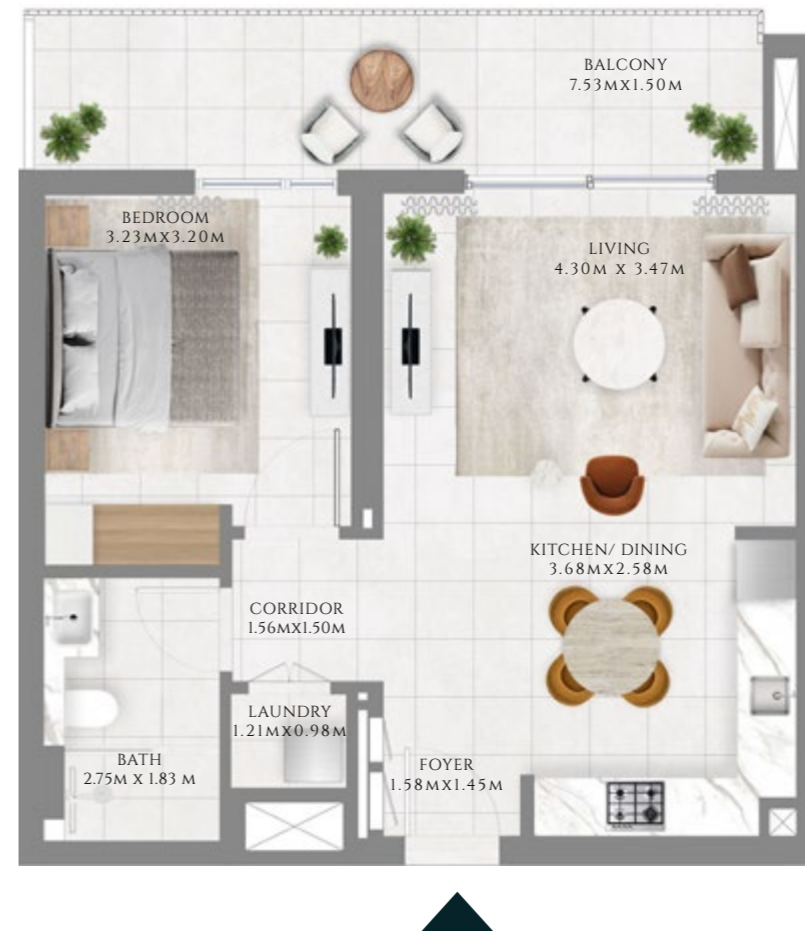 BALCONY
7.53MX1.50M
BEDROOM
3.23MX3.20M
LIVING
4.30M X 3.47M
KITCHEN/ DINING
3.68MX2.58M
CORRIDOR
1.56MX1.50M
LAUNDRY
1.21MX0.98M
BATH
2.75M X 1.83 M
FOYER
1.58MX1.45M